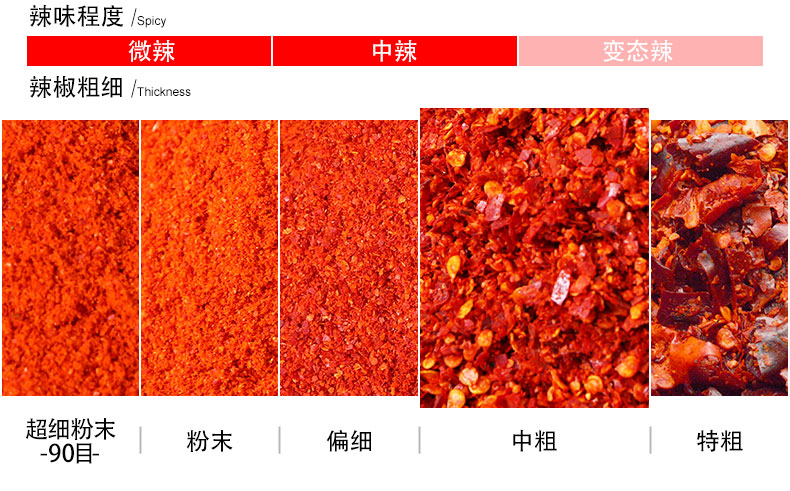 辣味程度 /Spicy
微辣 中辣 变态辣
辣椒粗细 /Thickness
超细粉末 粉末 偏细 中粗 特粗
-90目-